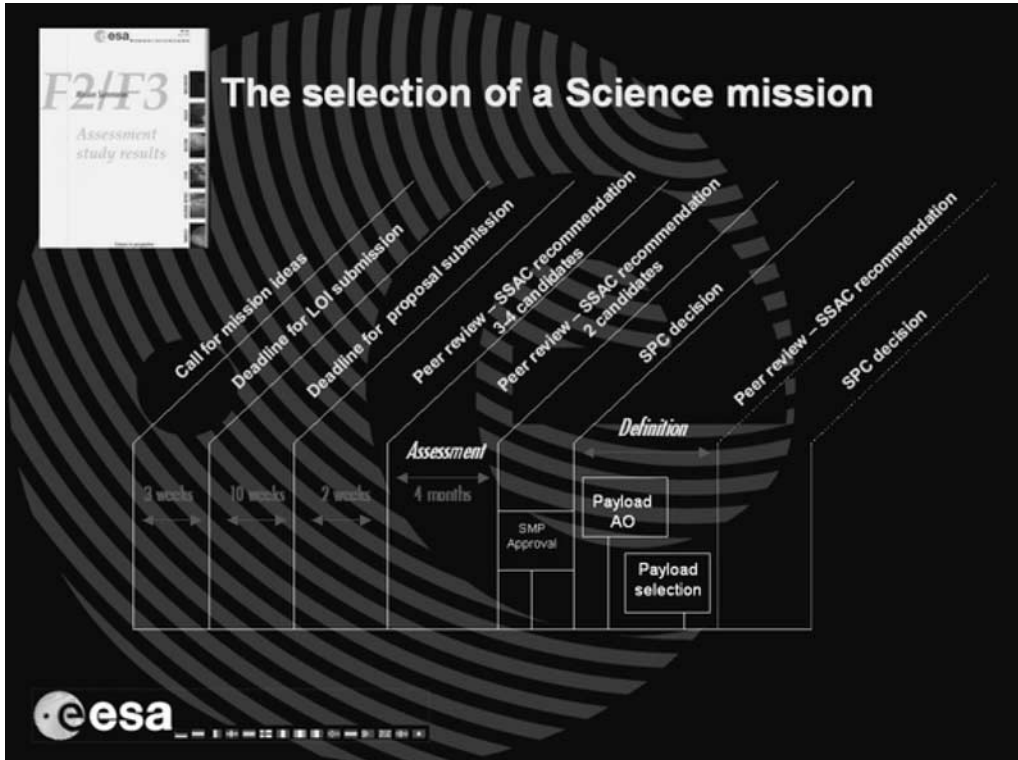 esa
F2/F3
Assessment
study results
The selection of a Science mission
Call for mission ideas
Deadline for LOI submission
Deadline for proposal submission
Peer review – SSAC recommendation
3-4 candidates
Peer review – SSAC recommendation
2 candidates
SPC decision
Peer review – SSAC recommendation
SPC decision
3 weeks
10 weeks
2 weeks
Assessment
4 months
Definition
SMP
Approval
Payload
AO
Payload
selection
esa